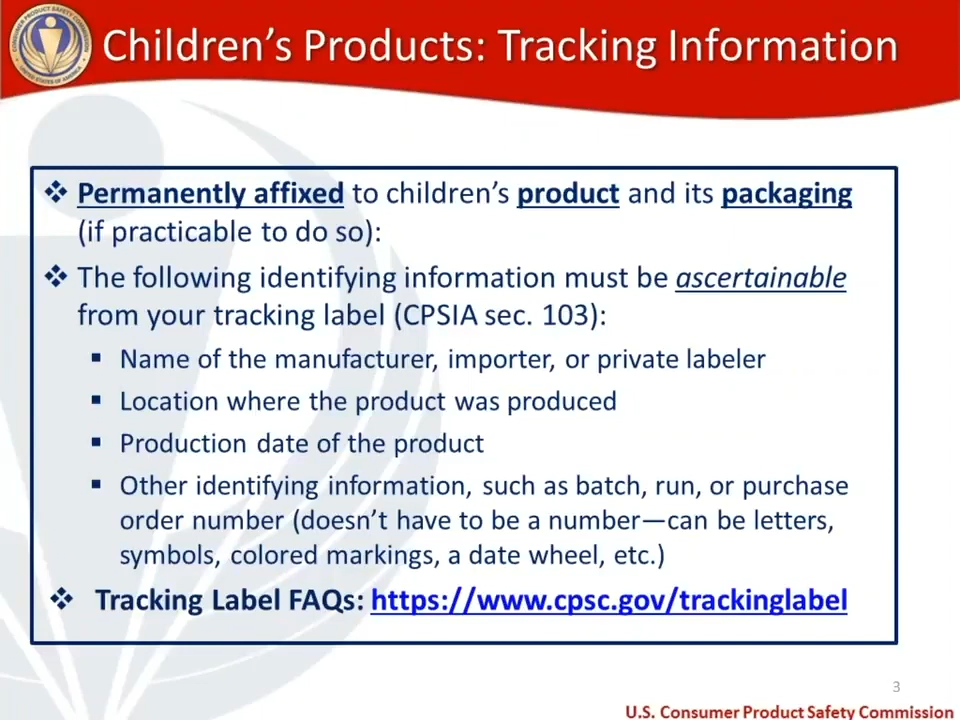 Children's Products: Tracking Information
❖ Permanently affixed to children's product and its packaging
(if practicable to do so):
❖ The following identifying information must be ascertainable
from your tracking label (CPSIA sec. 103):
▪ Name of the manufacturer, importer, or private labeler
▪ Location where the product was produced
▪ Production date of the product
▪ Other identifying information, such as batch, run, or purchase
order number (doesn't have to be a number—can be letters,
symbols, colored markings, a date wheel, etc.)
❖ Tracking Label FAQs: https://www.cpsc.gov/trackinglabel
3
U.S. Consumer Product Safety Commission